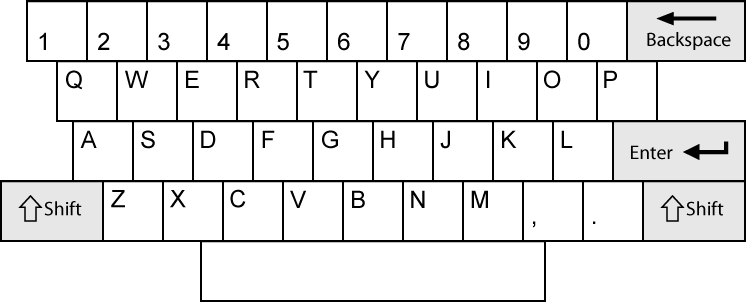 1 2 3 4 5 6 7 8 9 0 Backspace
Q W E R T Y U I O P
A S D F G H J K L Enter
Shift Z X C V B N M , . Shift